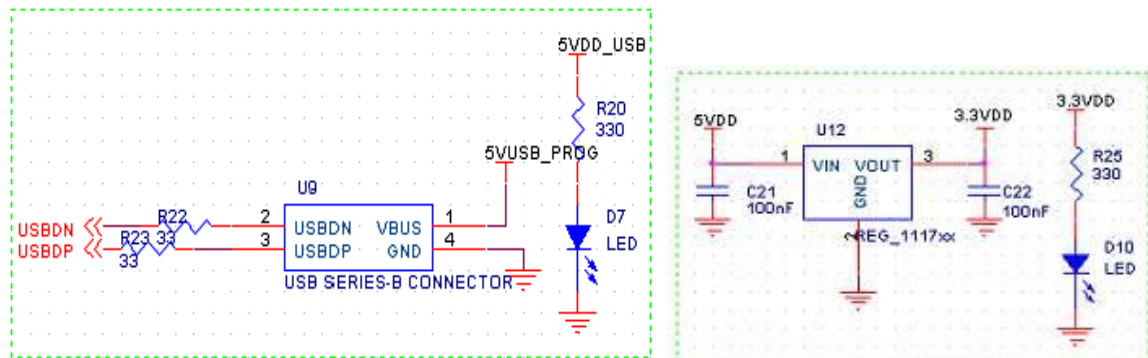 5VDD_USB
R20
330
5VUSB_PROG
U9
R22
USBDN
2
USBDN
VBUS
1
33
USBDP
R23
33
3
USBDP
GND
4
USB SERIES-B CONNECTOR
D7
LED
5VDD
U12
3.3VDD
3.3VDD
1
VIN
VOUT
3
GND
R25
330
C21
100nF
C22
100nF
2
REG_1117xx
D10
LED